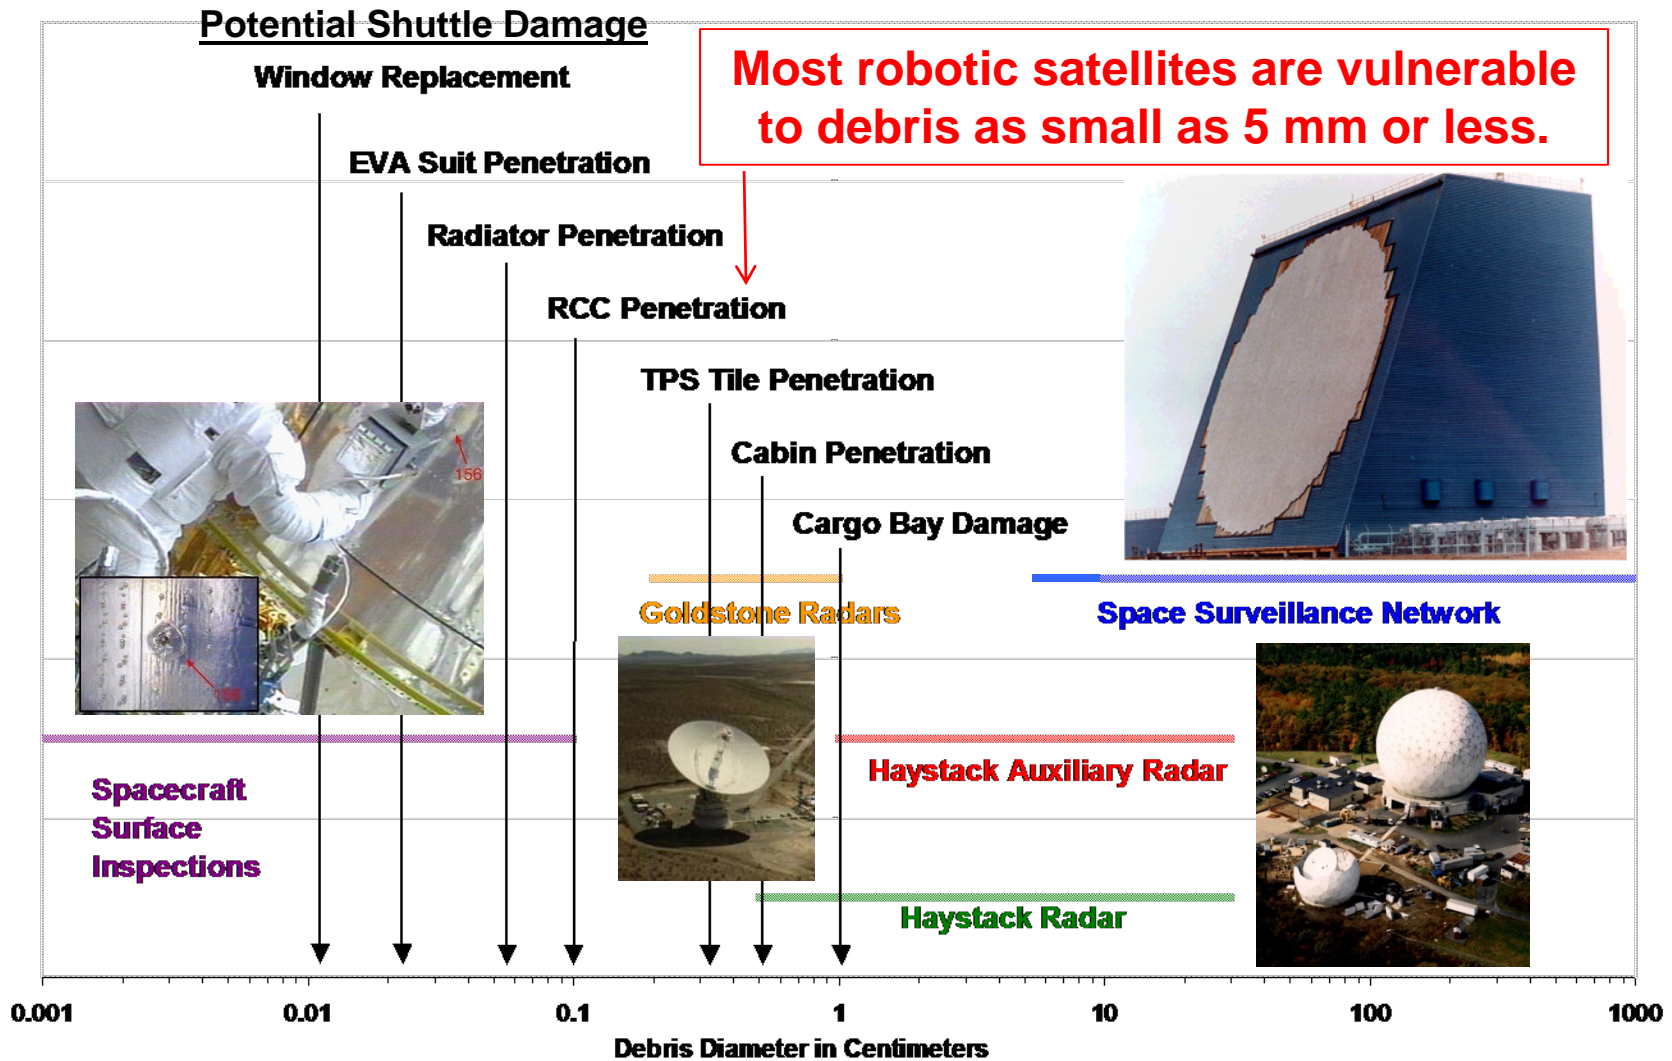 Potential Shuttle Damage
Window Replacement
Most robotic satellites are vulnerable
to debris as small as 5 mm or less.
EVA Suit Penetration
Radiator Penetration
RCC Penetration
TPS Tile Penetration
Cabin Penetration
156
Cargo Bay Damage
Goldstone Radars
Space Surveillance Network
156
Haystack Auxiliary Radar
Spacecraft
Surface
Inspections
Haystack Radar
0.001
0.01
0.1
1
10
100
1000
Debris Diameter in Centimeters